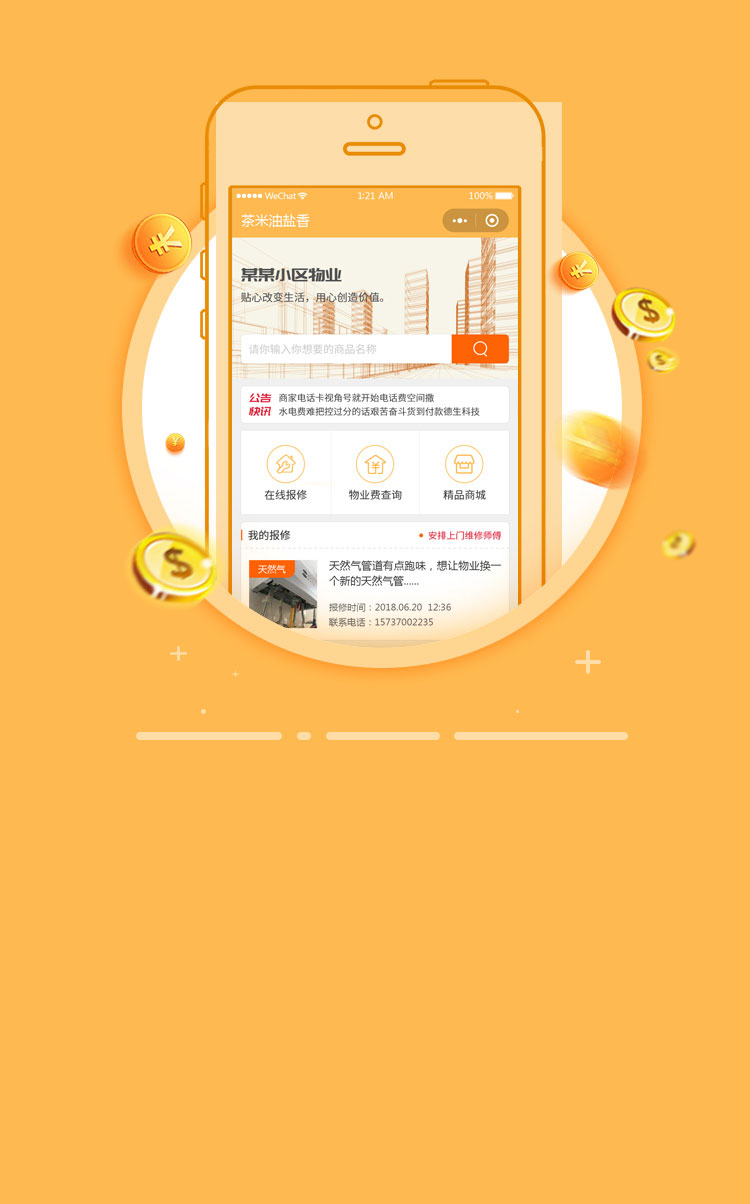 WeChat 1:21 AM 100%
茶米油盐香
某某小区物业
贴心改变生活，用心创造价值。
请你输入你想要的商品名称
公告 商家电话卡视角号就开始电话费空间撒
快讯 水电费难把控过分的话艰苦奋斗货到付款德生科技
在线报修 物业费查询 精品商城
我的报修 安排上门维修师傅
天然气 天然气管道有点跑味，想让物业换一
个新的天然气管......
报修时间：2018.06.20 12:36
联系电话：15737002235